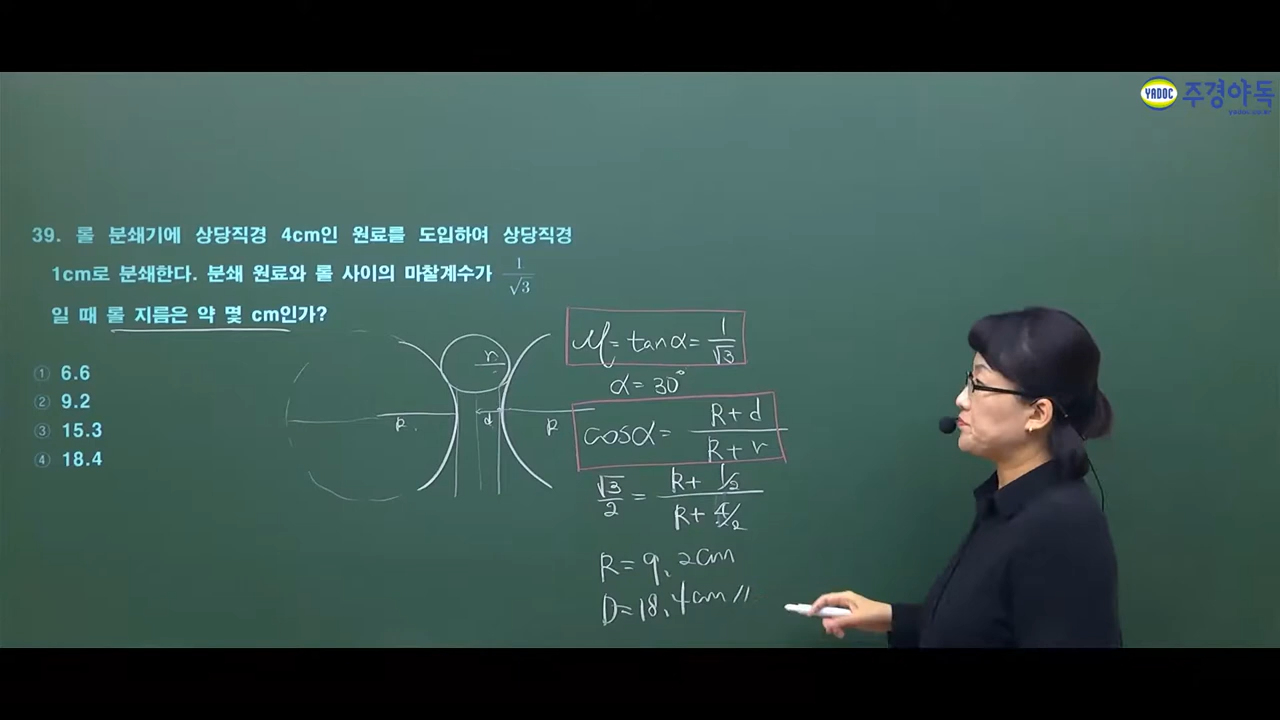 YADOC 주경야독
yadoc.co.kr
39. 롤 분쇄기에 상당직경 4cm인 원료를 도입하여 상당직경
1cm로 분쇄한다. 분쇄 원료와 롤 사이의 마찰계수가 1/√3
일 때 롤 지름은 약 몇 cm인가?
① 6.6
② 9.2
③ 15.3
④ 18.4
r
R
d
R
μ = tanα = 1/√3
α = 30°
cosα = R+d / R+r
√3/2 = R+ 1/2 / R+ 4/2
R = 9.2cm
D = 18.4cm //